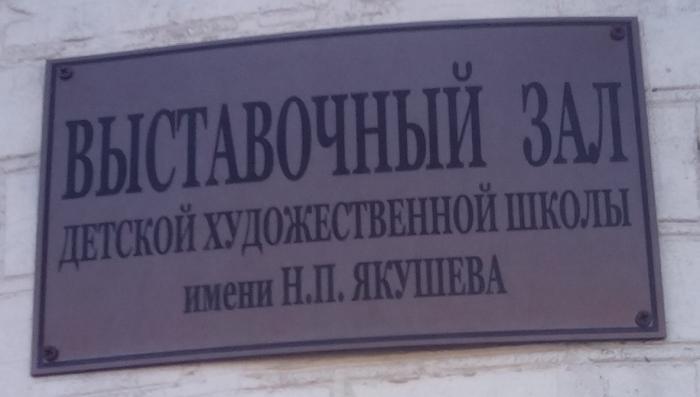 ВЫСТАВОЧНЫЙ ЗАЛ
ДЕТСКОЙ ХУДОЖЕСТВЕННОЙ ШКОЛЫ
имени Н.П. ЯКУШЕВА